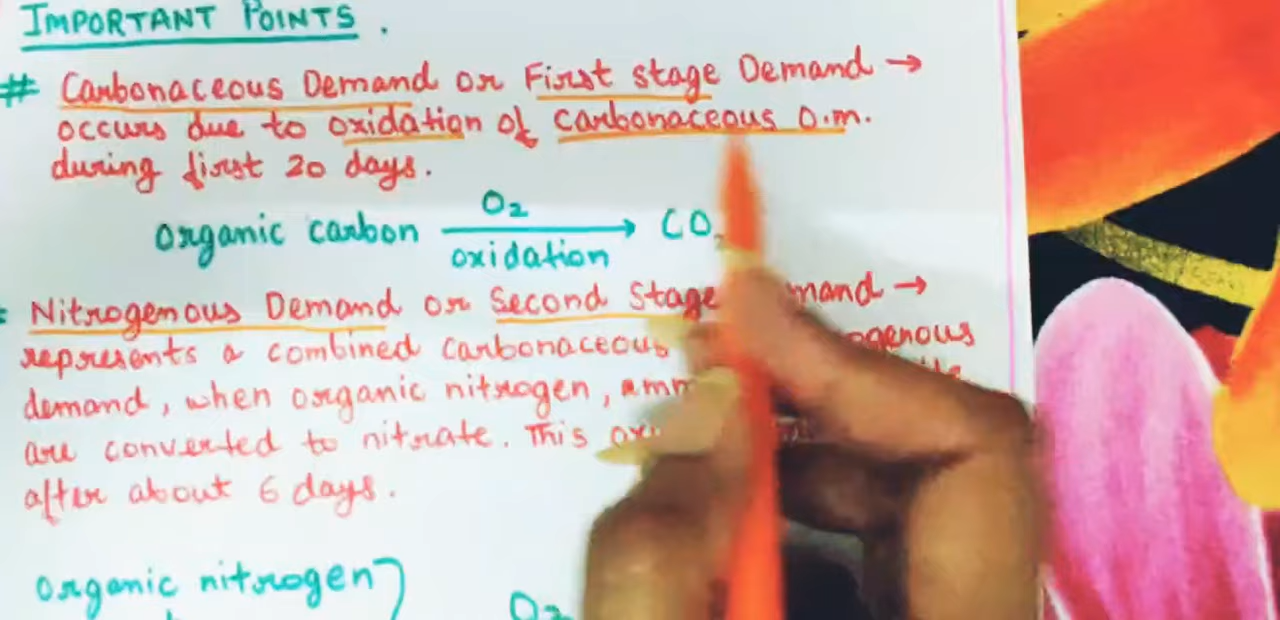 IMPORTANT POINTS.
# Carbonaceous Demand or First stage Demand →
occurs due to oxidation of carbonaceous O.m.
during first 20 days.
O₂
organic carbon → CO₂
oxidation
Nitrogenous Demand or Second Stage →
represents a combined carbonaceous
demand, when organic nitrogen,
are converted to nitrate. This
after about 6 days.
organic nitrogen }
O₂